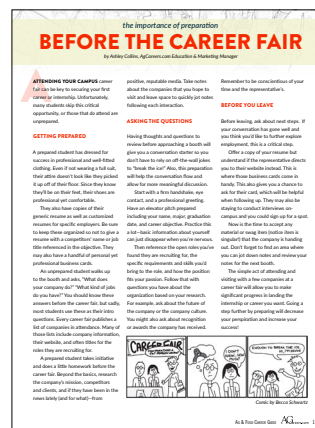 the importance of preparation
BEFORE THE CAREER FAIR
by Ashley Collins, AgCareers.com Education & Marketing Manager
ATTENDING YOUR CAMPUS career
fair can be key to securing your first
career or internship. Unfortunately,
many students skip this critical
opportunity, or those that do attend are
unprepared.
GETTING PREPARED
A prepared student has dressed for
success in professional and well-fitted
clothing. Even if not wearing a full suit,
their attire doesn't look like they picked
it up off of their floor. Since they know
they'll be on their feet, their shoes are
professional yet comfortable.
They also have copies of their
generic resume as well as customized
resumes for specific employers. Be sure
to keep these organized so not to give a
resume with a competitors' name or job
title referenced in the objective. They
may also have a handful of personal yet
professional business cards.
An unprepared student walks up
to the booth and asks, "What does
your company do?" "What kind of jobs
do you have?" You should know these
answers before the career fair, but sadly,
most students use these as their intro
questions. Every career fair publishes a
list of companies in attendance. Many of
those lists include company information,
their website, and often titles for the
roles they are recruiting for.
A prepared student takes initiative
and does a little homework before the
career fair. Beyond the basics, research
the company's mission, competitors
and clients, and if they have been in the
news lately (and for what)—from
positive, reputable media. Take notes
about the companies that you hope to
visit and leave space to quickly jot notes
following each interaction.
ASKING THE QUESTIONS
Having thoughts and questions to
review before approaching a booth will
give you a conversation starter so you
don't have to rely on off-the-wall jokes
to "break the ice!" Also, this preparation
will help the conversation flow and
allow for more meaningful discussion.
Start with a firm handshake, eye
contact, and a professional greeting.
Have an elevator pitch prepared
including your name, major, graduation
date, and career objective. Practice this
a lot—basic information about yourself
can just disappear when you're nervous.
Then reference the open roles you've
found they are recruiting for, the
specific requirements and skills you'd
bring to the role, and how the position
fits your passion. Follow that with
questions you have about the
organization based on your research.
For example, ask about the future of
the company or the company culture.
You might also ask about recognition
or awards the company has received.
Remember to be conscientious of your
time and the representative's.
BEFORE YOU LEAVE
Before leaving, ask about next steps. If
your conversation has gone well and
you think you'd like to further explore
employment, this is a critical step.
Offer a copy of your resume but
understand if the representative directs
you to their website instead. This is
where those business cards come in
handy. This also gives you a chance to
ask for their card, which will be helpful
when following up. They may also be
staying to conduct interviews on-
campus and you could sign up for a spot.
Now is the time to accept any
material or swag item (notice item is
singular) that the company is handing
out. Don't forget to find an area where
you can jot down notes and review your
notes for the next booth.
The simple act of attending and
visiting with a few companies at a
career fair will allow you to make
significant progress in landing the
internship or career you want. Going a
step further by preparing will decrease
your perspiration and increase your
success!
CAREER FAIR
Comic by Becca Schwartz
AG & FOOD CAREER GUIDE